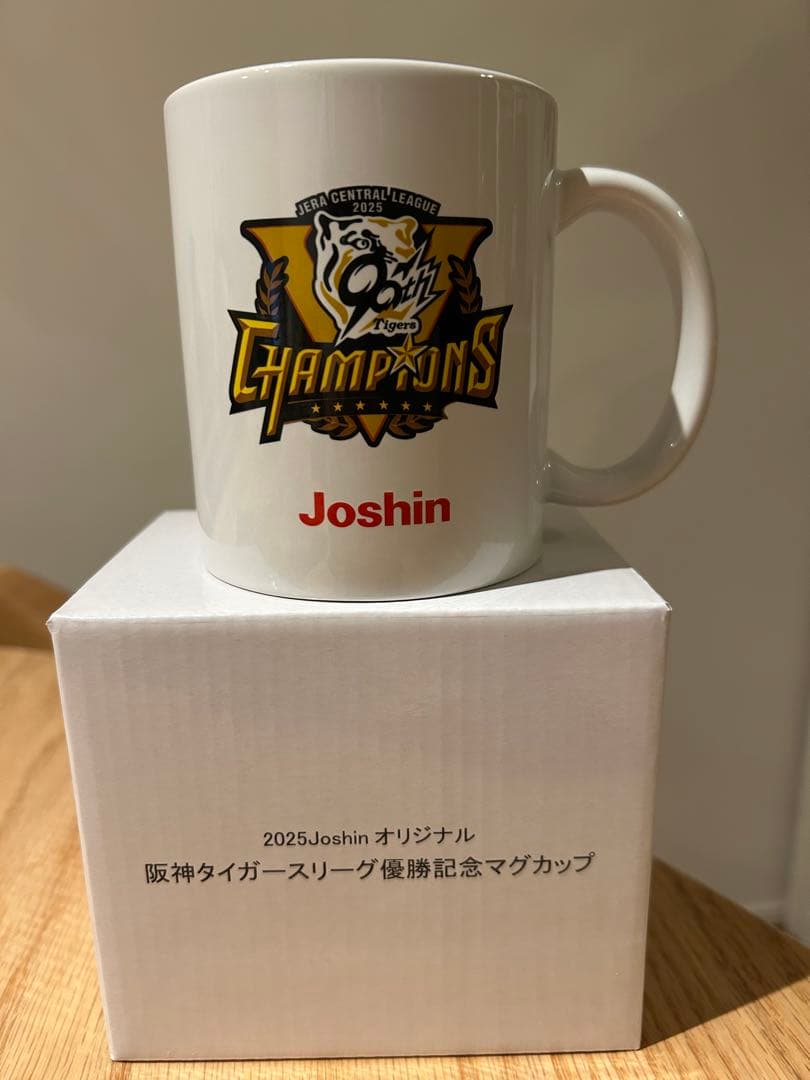 JERA CENTRAL LEAGUE
2025
90th
Tigers
CHAMPIONS
Joshin
2025Joshin オリジナル
阪神タイガースリーグ優勝記念マグカップ